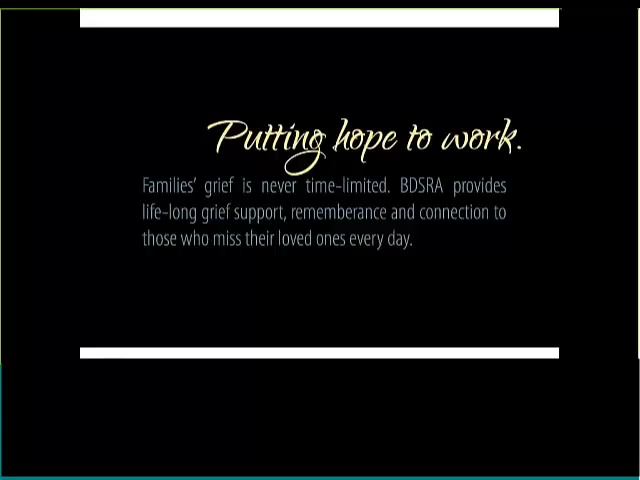 Putting hope to work.
Families' grief is never time-limited. BDSRA provides
life-long grief support, rememberance and connection to
those who miss their loved ones every day.